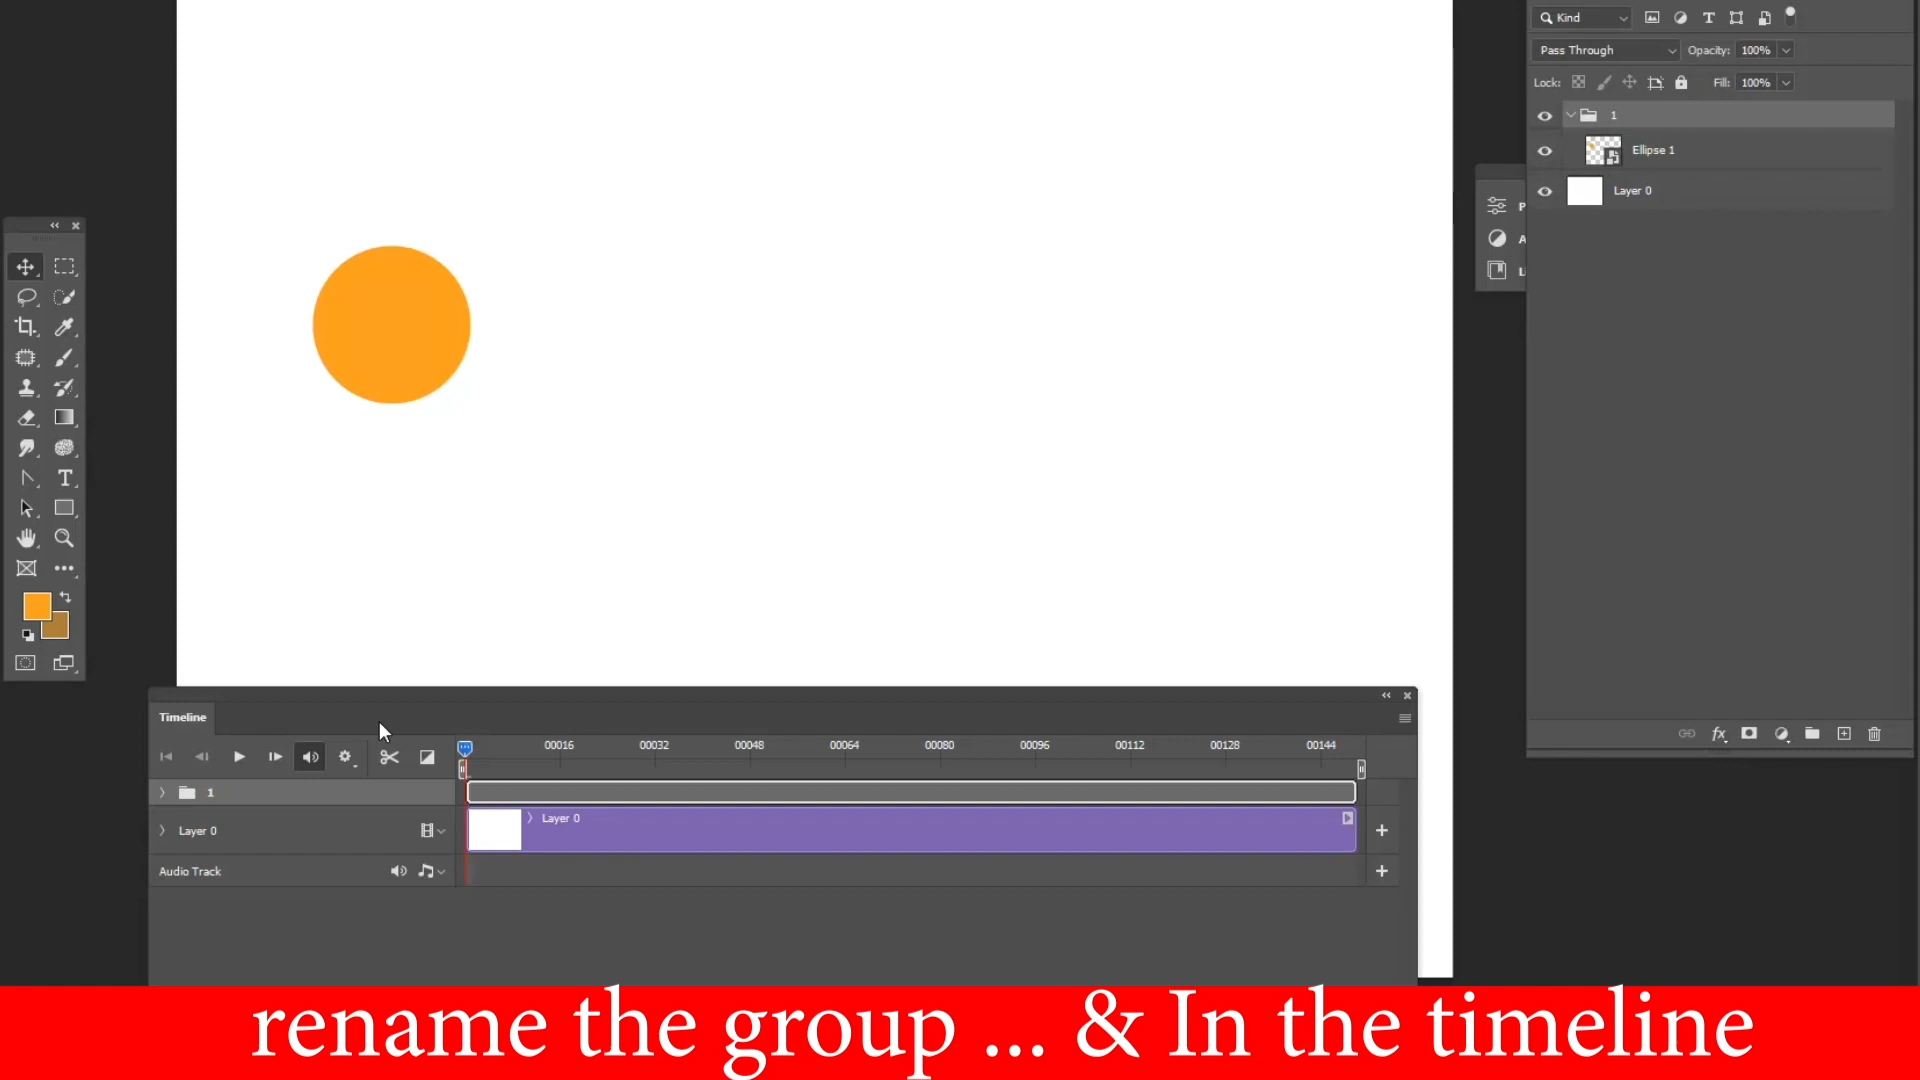 Kind
Pass Through Opacity: 100%
Lock: Fill: 100%
1
Ellipse 1
Layer 0
P
A
Li
T
Timeline
00016 00032 00048 00064 00080 00096 00112 00128 00144
1
Layer 0 Layer 0
Audio Track
rename the group ... & In the timeline